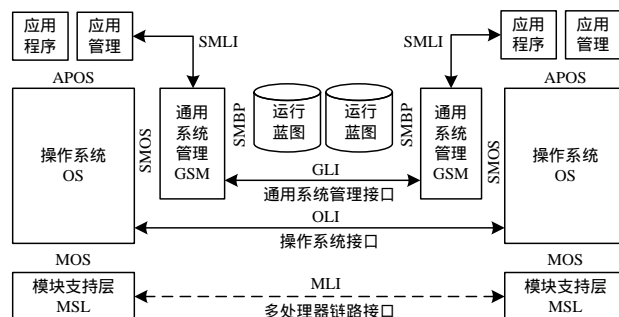 应用
程序
应用
管理
SMLI
SMLI
应用
程序
应用
管理
APOS
APOS
操作系统
OS
SMOS
通用
系统
管理
GSM
SMBP
运行
蓝图
运行
蓝图
SMBP
通用
系统
管理
GSM
SMOS
操作系统
OS
GLI
通用系统管理接口
OLI
操作系统接口
MOS
MOS
模块支持层
MSL
MLI
多处理器链路接口
模块支持层
MSL